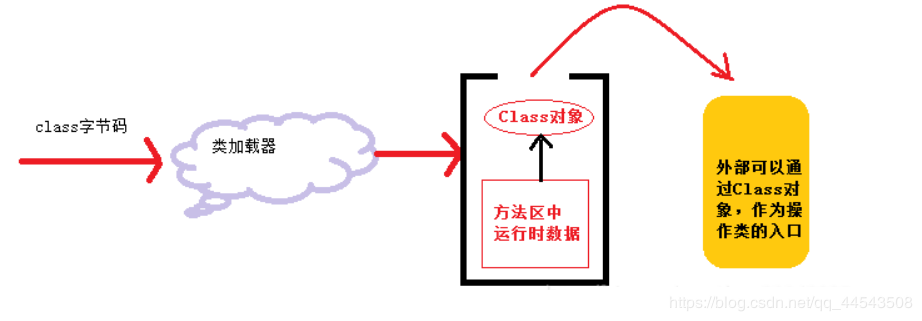 class字节码
类加载器
Class对象
方法区中
运行时数据
外部可以通
过Class对
象，作为操
作类的入口
https://blog.csdn.net/qq_44543508